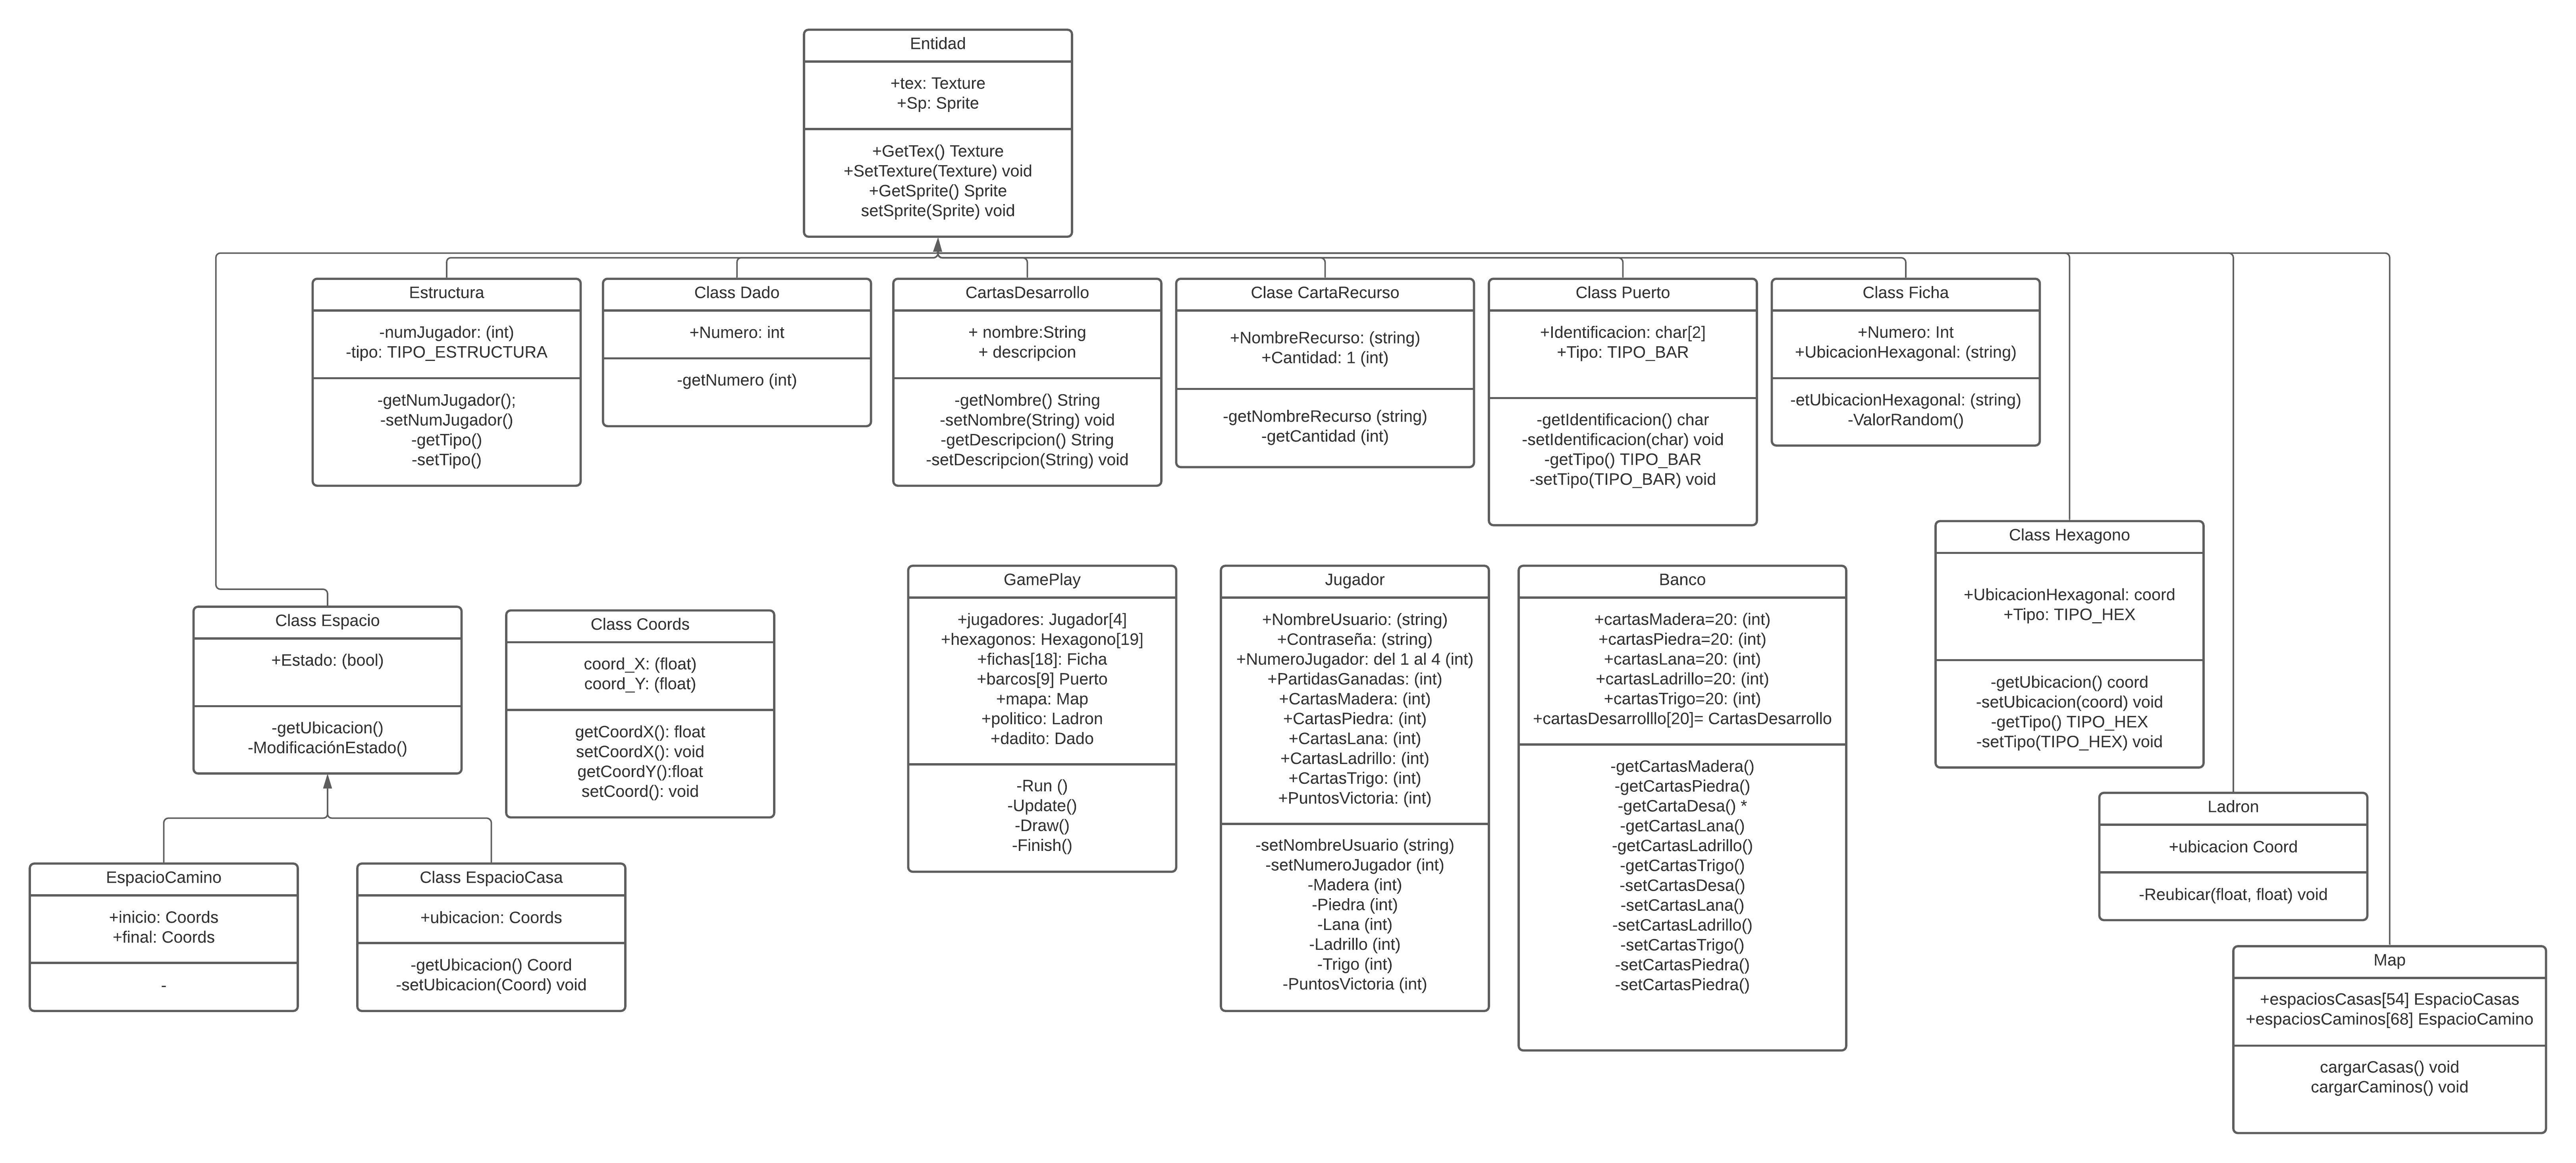 Entidad
+tex: Texture
+Sp: Sprite
+GetTex() Texture
+SetTexture(Texture) void
+GetSprite() Sprite
setSprite(Sprite) void
Estructura
-numJugador: (int)
-tipo: TIPO_ESTRUCTURA
-getNumJugador();
-setNumJugador()
-getTipo()
-setTipo()
Class Dado
+Numero: int
-getNumero (int)
CartasDesarrollo
+ nombre:String
+ descripcion
-getNombre() String
-setNombre(String) void
-getDescripcion() String
-setDescripcion(String) void
Clase CartaRecurso
+NombreRecurso: (string)
+Cantidad: 1 (int)
-getNombreRecurso (string)
-getCantidad (int)
Class Puerto
+Identificacion: char[2]
+Tipo: TIPO_BAR
-getIdentificacion() char
-setIdentificacion(char) void
-getTipo() TIPO_BAR
-setTipo(TIPO_BAR) void
Class Ficha
+Numero: Int
+UbicacionHexagonal: (string)
-etUbicacionHexagonal: (string)
-ValorRandom()
Class Hexagono
+UbicacionHexagonal: coord
+Tipo: TIPO_HEX
-getUbicacion() coord
-setUbicacion(coord) void
-getTipo() TIPO_HEX
-setTipo(TIPO_HEX) void
Class Espacio
+Estado: (bool)
-getUbicacion()
-ModificaciónEstado()
Class Coords
coord_X: (float)
coord_Y: (float)
getCoordX(): float
setCoordX(): void
getCoordY():float
setCoord(): void
GamePlay
+jugadores: Jugador[4]
+hexagonos: Hexagono[19]
+fichas[18]: Ficha
+barcos[9] Puerto
+mapa: Map
+politico: Ladron
+dadito: Dado
-Run ()
-Update()
-Draw()
-Finish()
Jugador
+NombreUsuario: (string)
+Contraseña: (string)
+NumeroJugador: del 1 al 4 (int)
+PartidasGanadas: (int)
+CartasMadera: (int)
+CartasPiedra: (int)
+CartasLana: (int)
+CartasLadrillo: (int)
+CartasTrigo: (int)
+PuntosVictoria: (int)
-setNombreUsuario (string)
-setNumeroJugador (int)
-Madera (int)
-Piedra (int)
-Lana (int)
-Ladrillo (int)
-Trigo (int)
-PuntosVictoria (int)
Banco
+cartasMadera=20: (int)
+cartasPiedra=20: (int)
+cartasLana=20: (int)
+cartasLadrillo=20: (int)
+cartasTrigo=20: (int)
+cartasDesarrolllo[20]= CartasDesarrollo
-getCartasMadera()
-getCartasPiedra()
-getCartaDesa() *
-getCartasLana()
-getCartasLadrillo()
-getCartasTrigo()
-setCartasDesa()
-setCartasLana()
-setCartasLadrillo()
-setCartasTrigo()
-setCartasPiedra()
-setCartasPiedra()
Ladron
+ubicacion Coord
-Reubicar(float, float) void
EspacioCamino
+inicio: Coords
+final: Coords
-
Class EspacioCasa
+ubicacion: Coords
-getUbicacion() Coord
-setUbicacion(Coord) void
Map
+espaciosCasas[54] EspacioCasas
+espaciosCaminos[68] EspacioCamino
cargarCasas() void
cargarCaminos() void